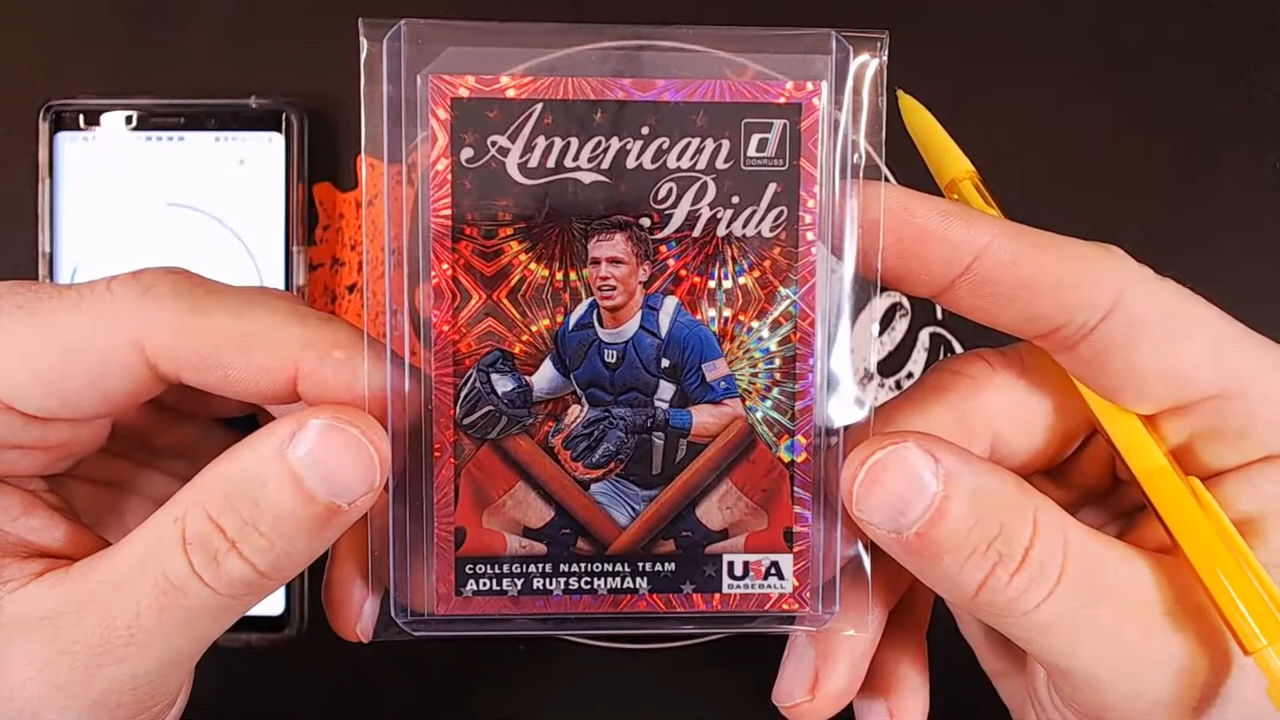 American
Pride
DONRUSS
W
COLLEGIATE NATIONAL TEAM
ADLEY RUTSCHMAN
USA
BASEBALL